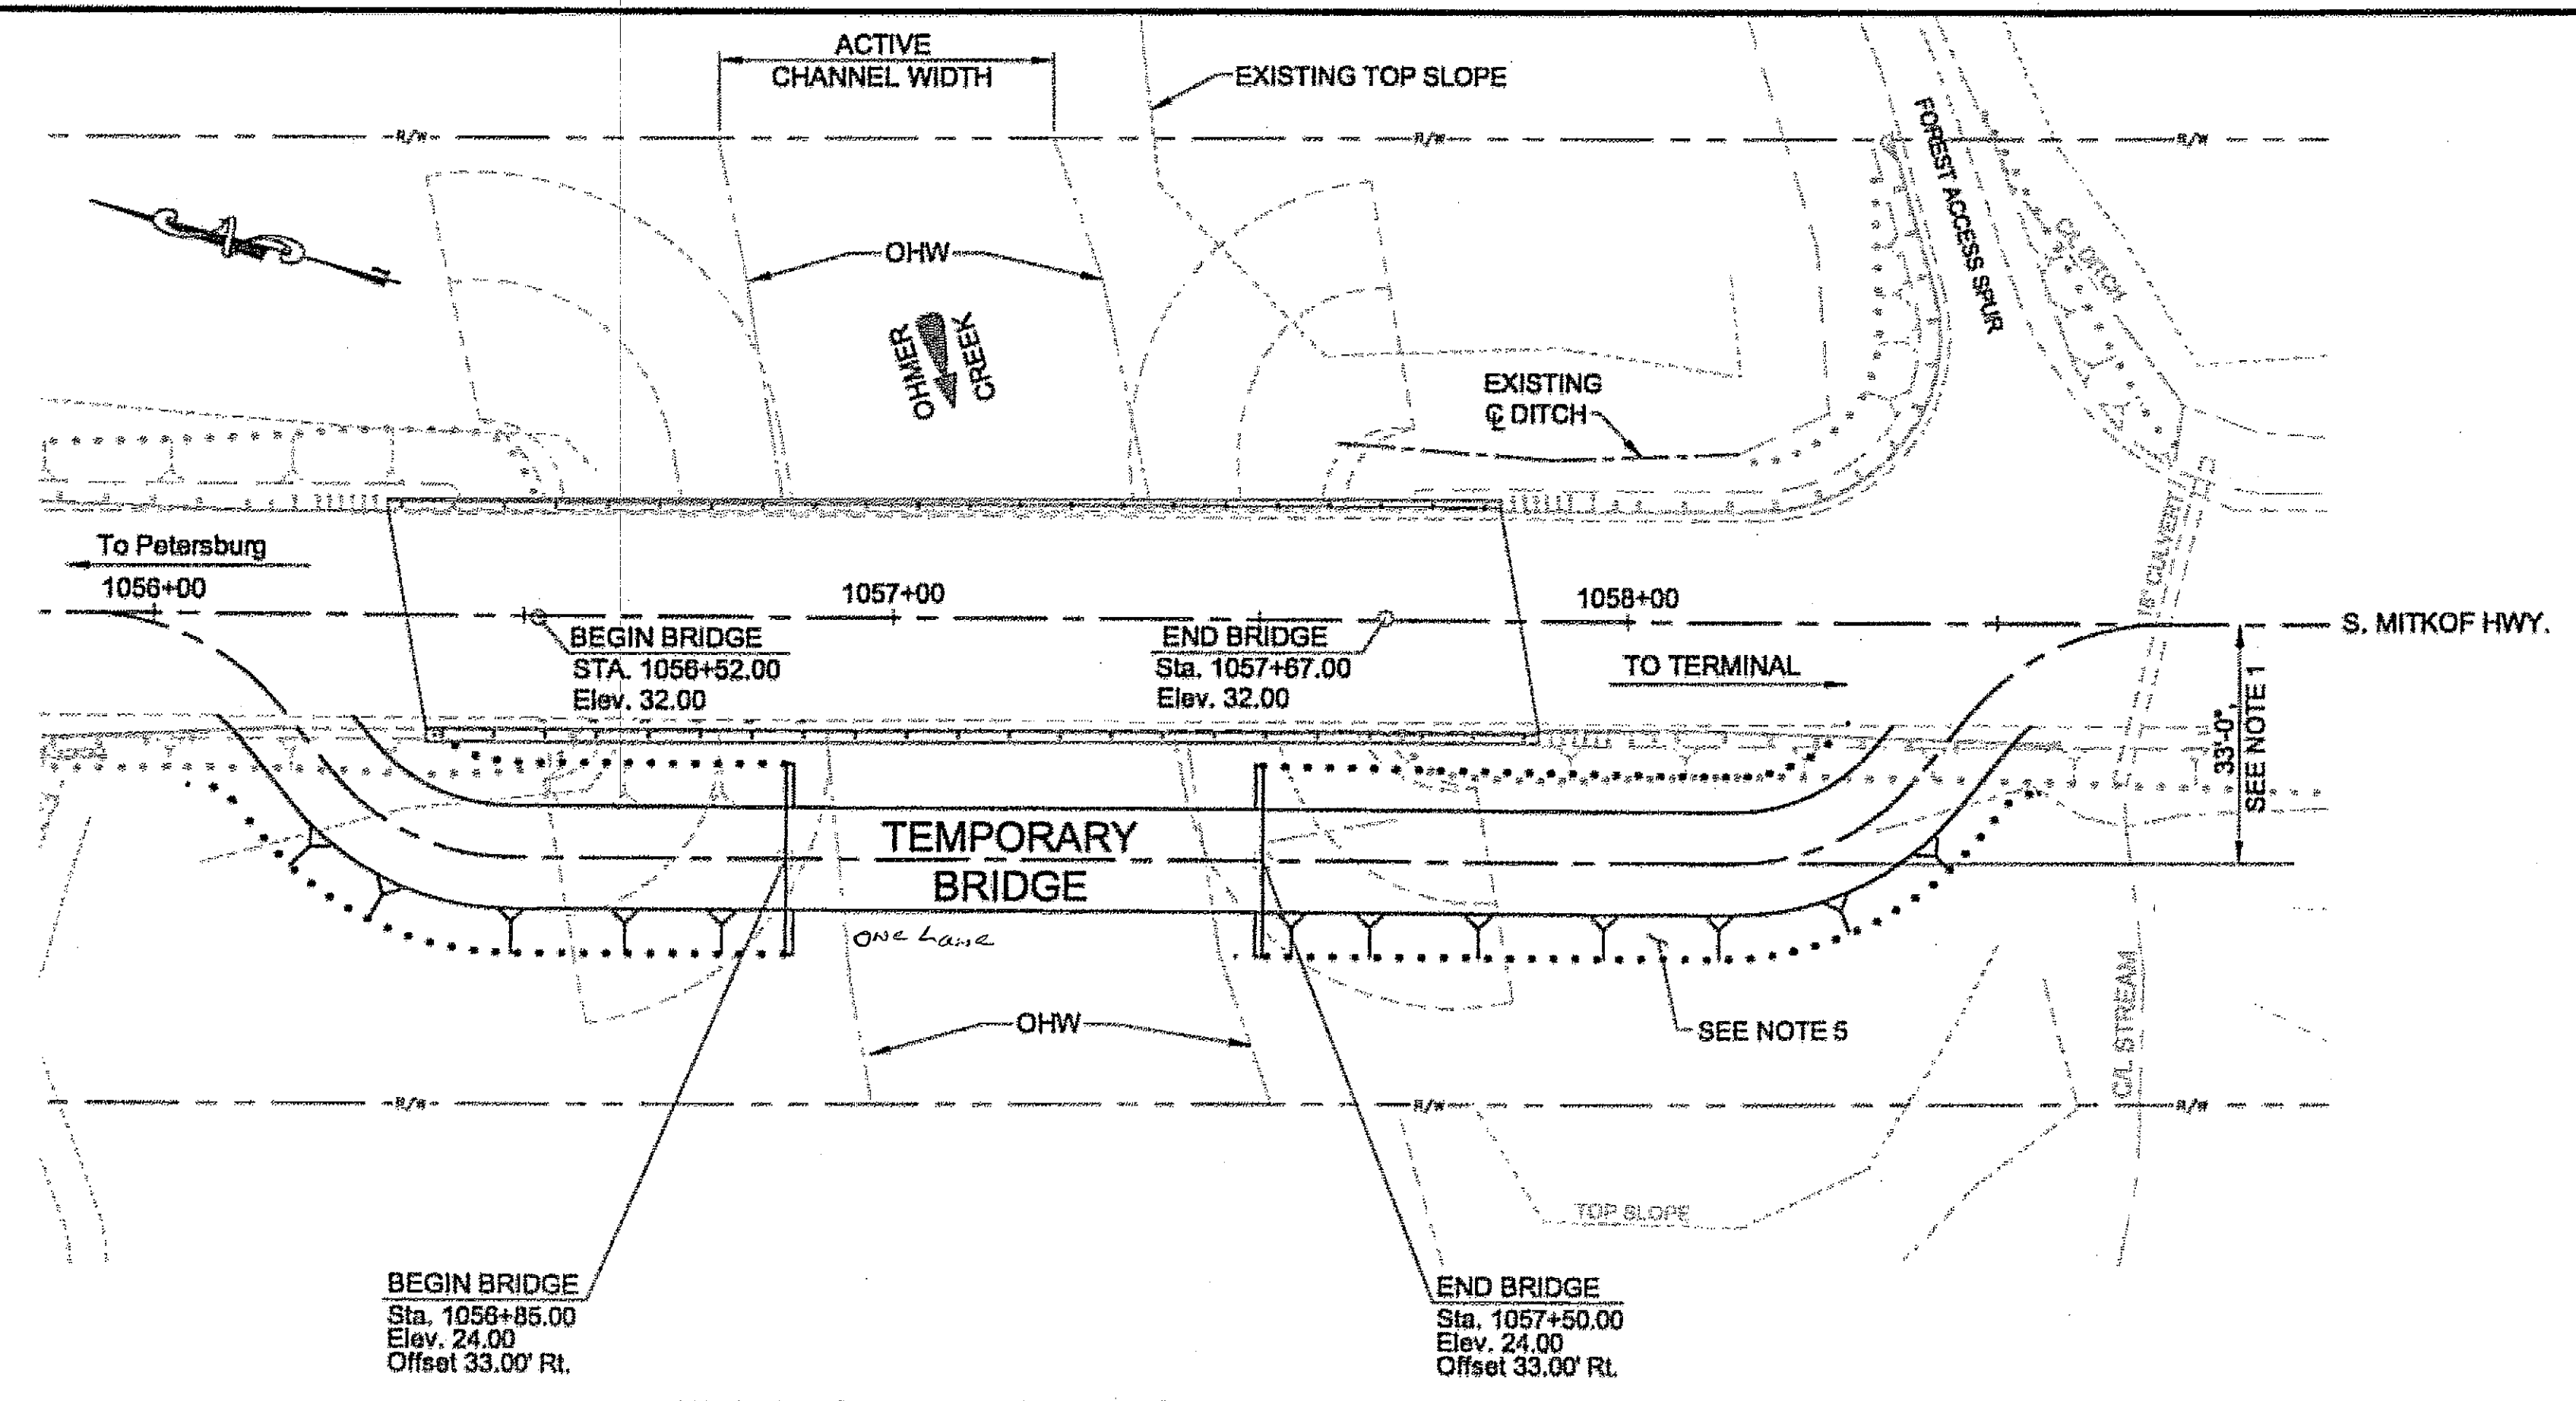 ACTIVE
CHANNEL WIDTH
EXISTING TOP SLOPE
R/W
R/W
R/W
FOREST ACCESS SPUR
OHW
OHMER
CREEK
C/L DITCH
EXISTING
℄ DITCH
To Petersburg
1056+00
1057+00
1058+00
18" CULVERT
S. MITKOF HWY.
BEGIN BRIDGE
STA. 1056+52.00
Elev. 32.00
END BRIDGE
Sta. 1057+67.00
Elev. 32.00
TO TERMINAL
33'-0"
SEE NOTE 1
TEMPORARY
BRIDGE
One Lane
OHW
SEE NOTE 5
C/L STREAM
R/W
R/W
R/W
TOP SLOPE
BEGIN BRIDGE
Sta. 1056+85.00
Elev. 24.00
Offset 33.00' Rt.
END BRIDGE
Sta. 1057+50.00
Elev. 24.00
Offset 33.00' Rt.